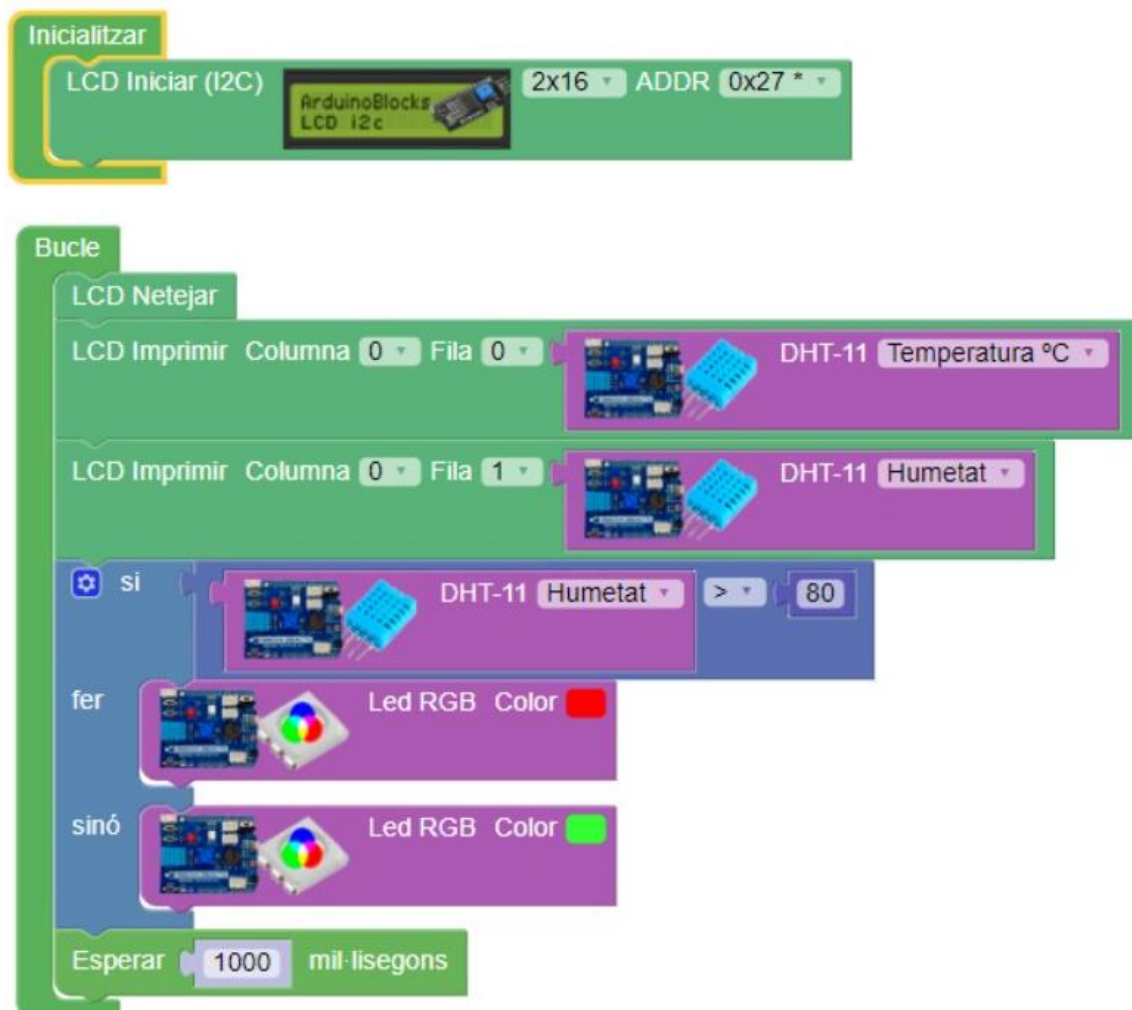 Inicialitzar
LCD Iniciar (I2C) ArduinoBlocks LCD i2c 2x16 ADDR 0x27 *
Bucle
LCD Netejar
LCD Imprimir Columna 0 Fila 0 DHT-11 Temperatura ºC
LCD Imprimir Columna 0 Fila 1 DHT-11 Humetat
si DHT-11 Humetat > 80
fer Led RGB Color
sinó Led RGB Color
Esperar 1000 mil·lisegons